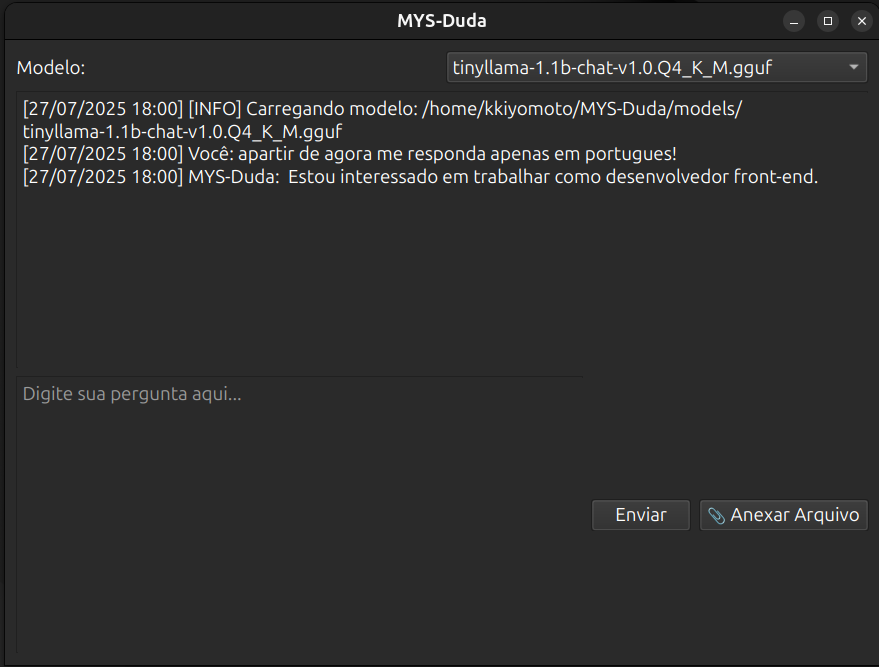 MYS-Duda
Modelo:
tinyllama-1.1b-chat-v1.0.Q4_K_M.gguf
[27/07/2025 18:00] [INFO] Carregando modelo: /home/kkiyomoto/MYS-Duda/models/
tinyllama-1.1b-chat-v1.0.Q4_K_M.gguf
[27/07/2025 18:00] Você: apartir de agora me responda apenas em portugues!
[27/07/2025 18:00] MYS-Duda:  Estou interessado em trabalhar como desenvolvedor front-end.
Digite sua pergunta aqui...
Enviar
Anexar Arquivo